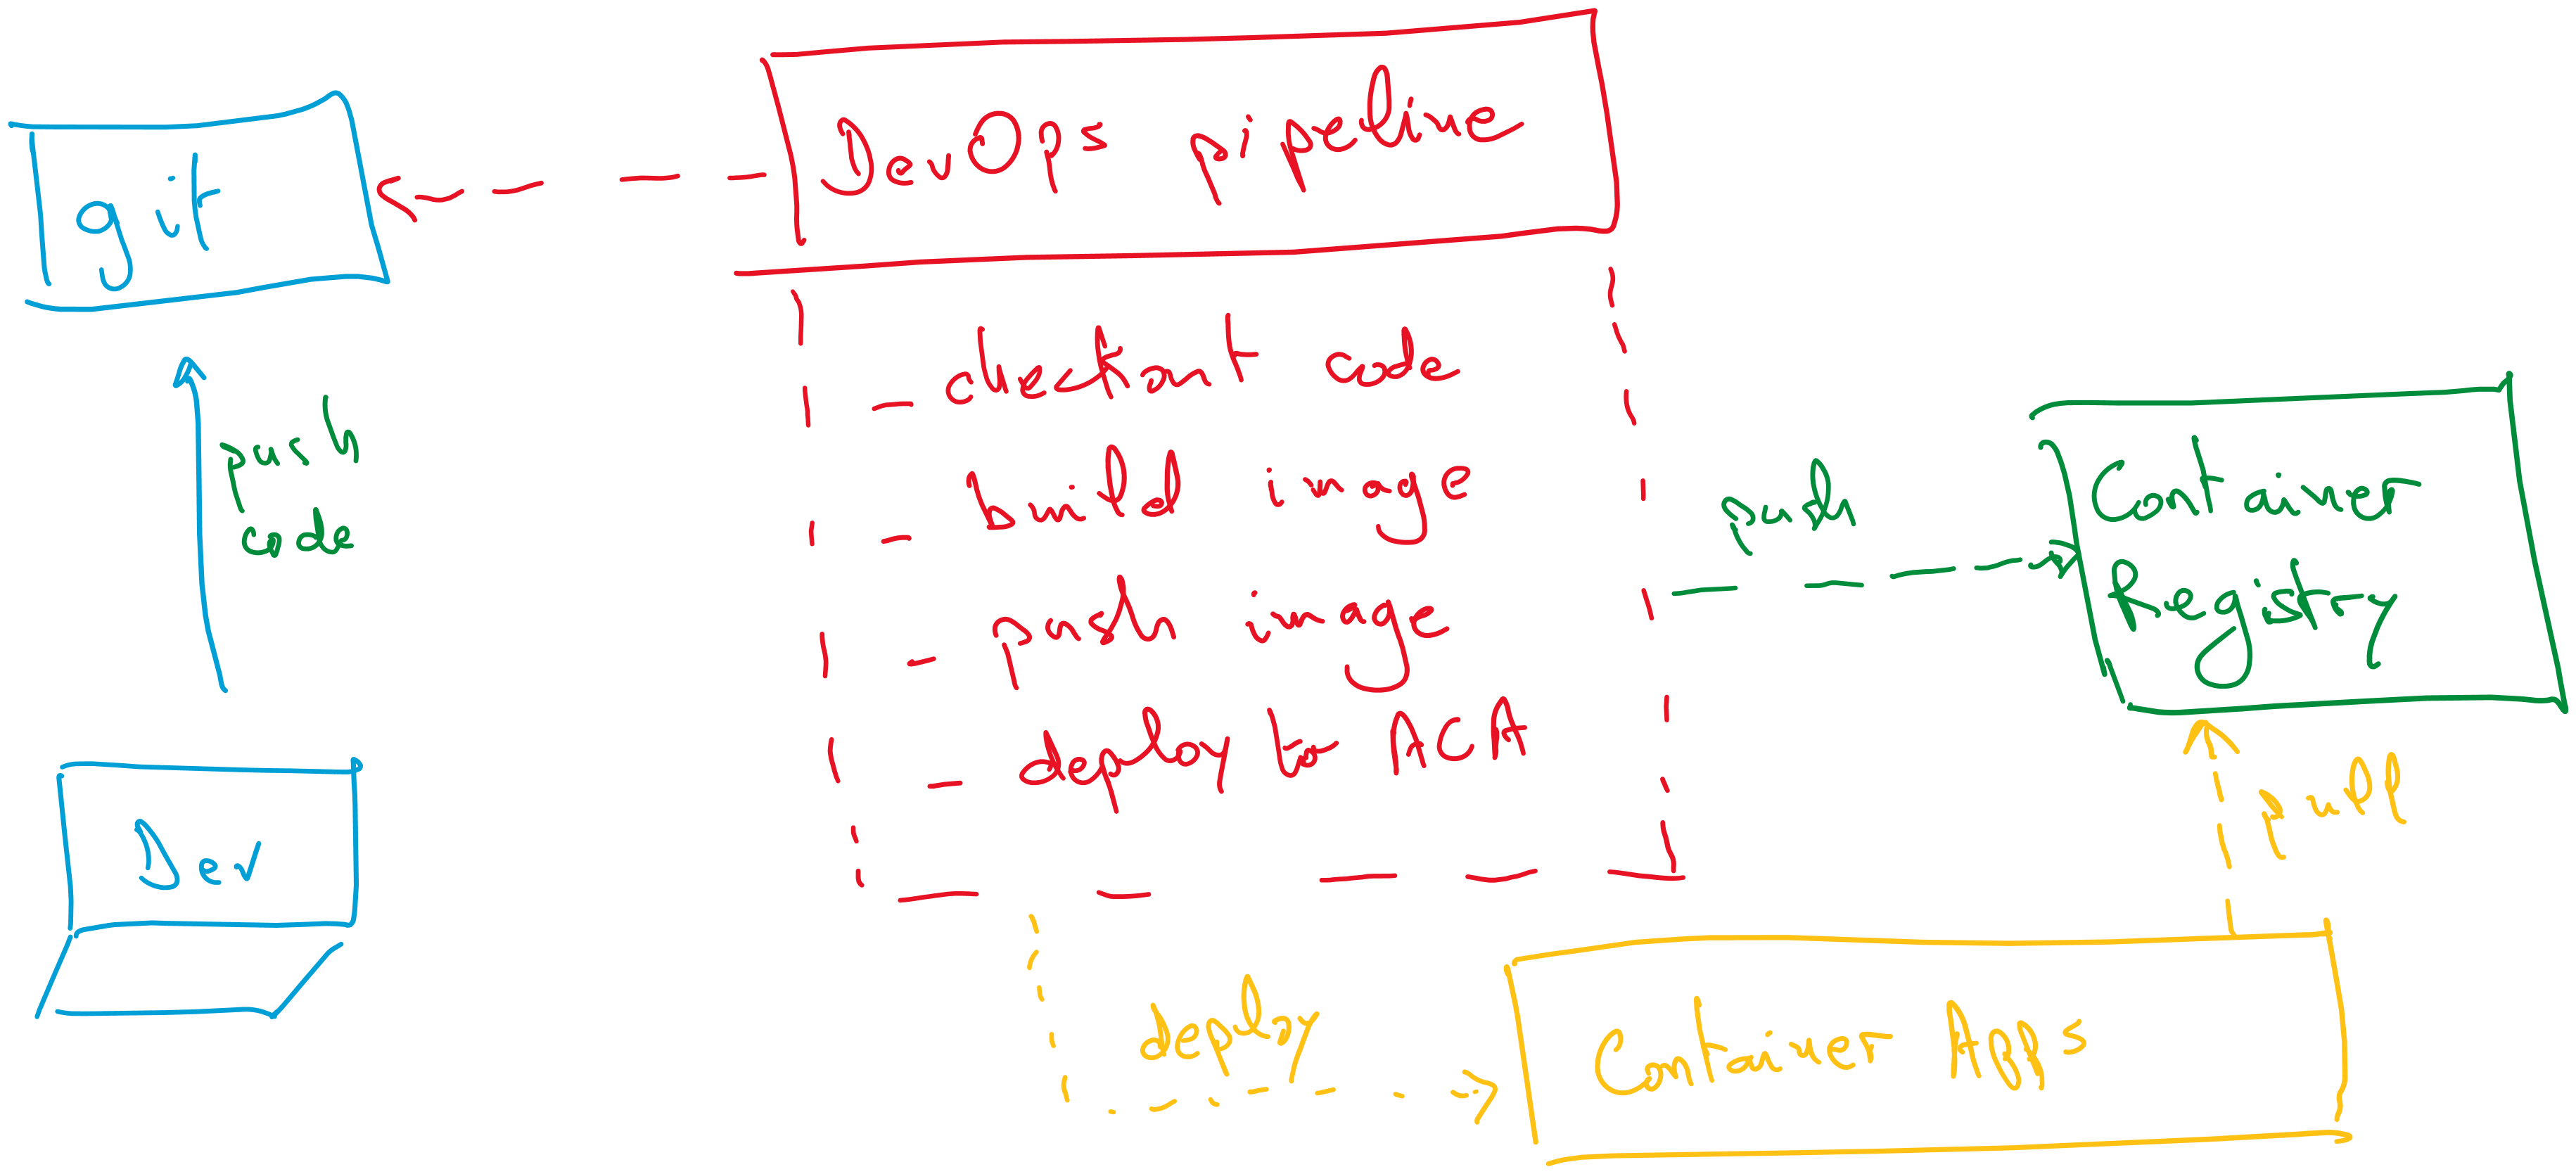 git
DevOps pipeline
- checkout code
- build image
- push image
- deploy to ACA
push
code
Dev
push
Container
Registry
pull
deploy
Container Apps